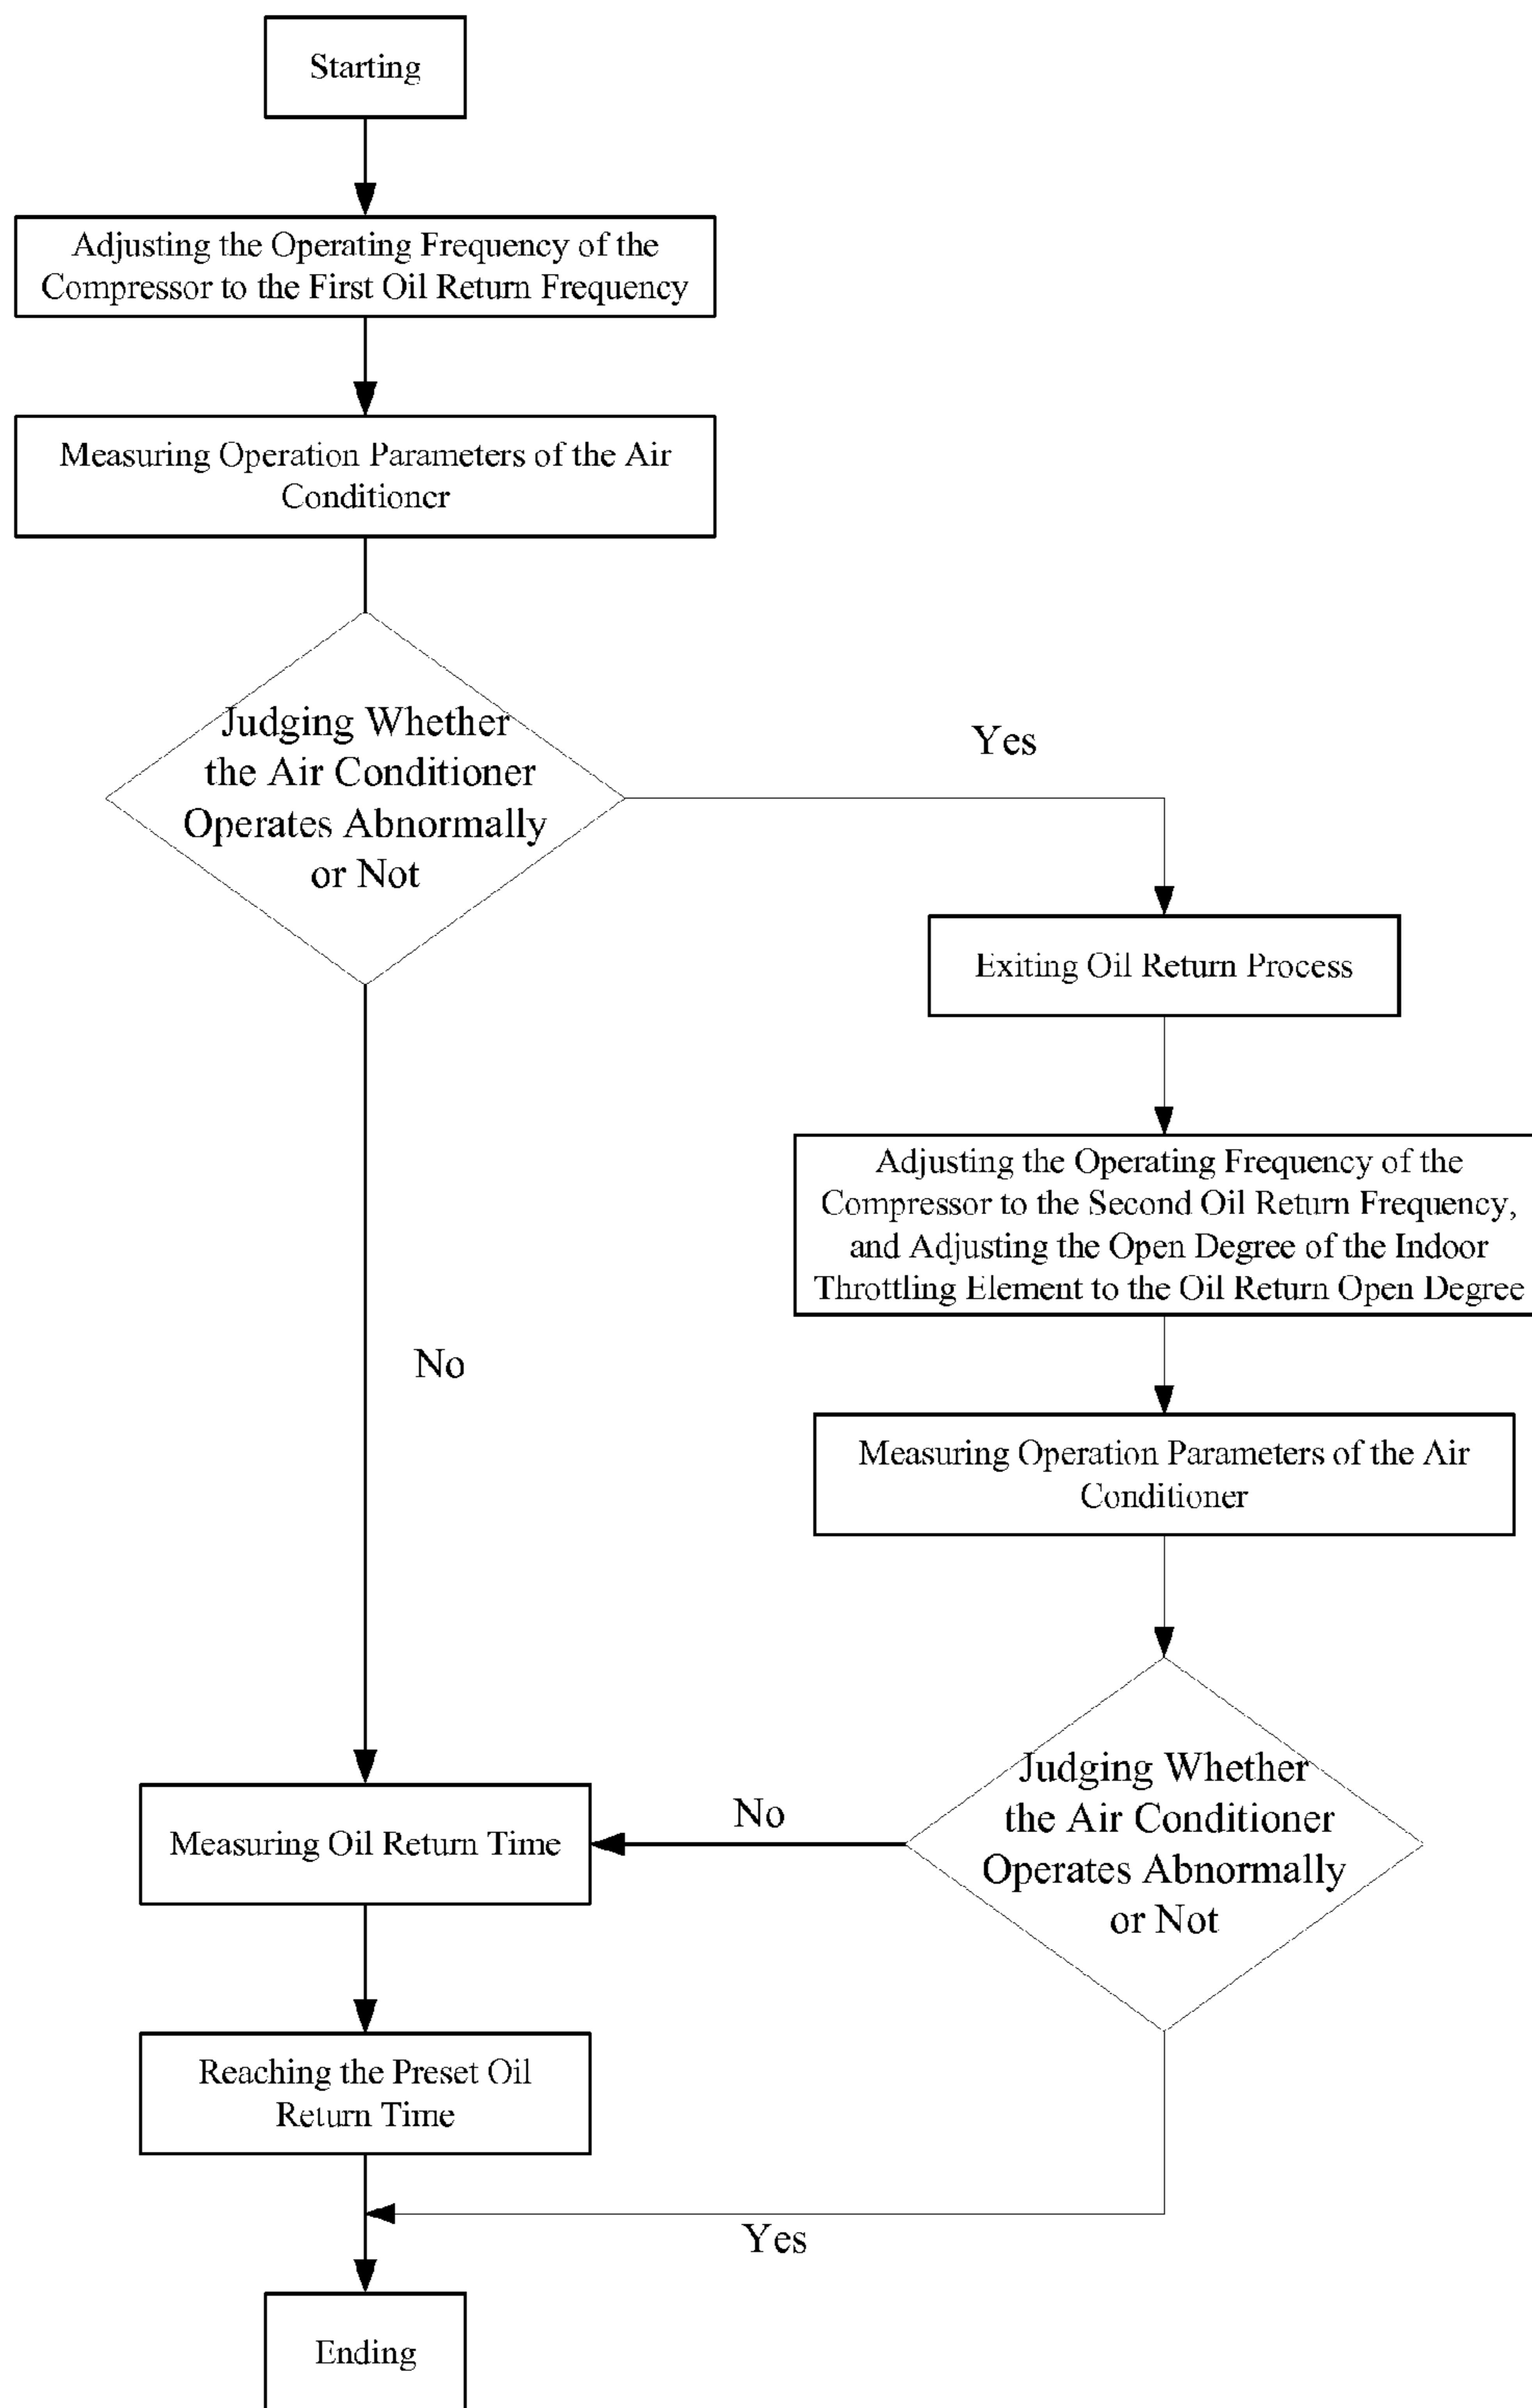 Starting
Adjusting the Operating Frequency of the
Compressor to the First Oil Return Frequency
Measuring Operation Parameters of the Air
Conditioner
Judging Whether
the Air Conditioner
Operates Abnormally
or Not
Yes
Exiting Oil Return Process
Adjusting the Operating Frequency of the
Compressor to the Second Oil Return Frequency,
and Adjusting the Open Degree of the Indoor
Throttling Element to the Oil Return Open Degree
No
Measuring Operation Parameters of the Air
Conditioner
Judging Whether
the Air Conditioner
Operates Abnormally
or Not
No
Measuring Oil Return Time
Reaching the Preset Oil
Return Time
Yes
Ending